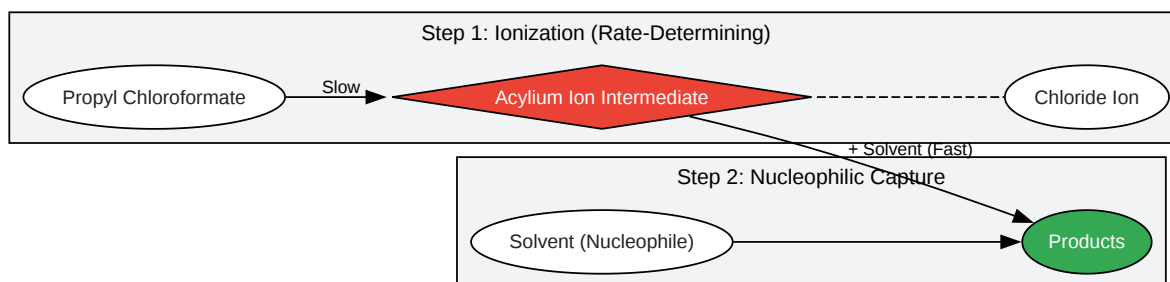 Step 1: Ionization (Rate-Determining)
Propyl Chloroformate
Slow
Acylium Ion Intermediate
Chloride Ion
+ Solvent (Fast)
Step 2: Nucleophilic Capture
Solvent (Nucleophile)
Products